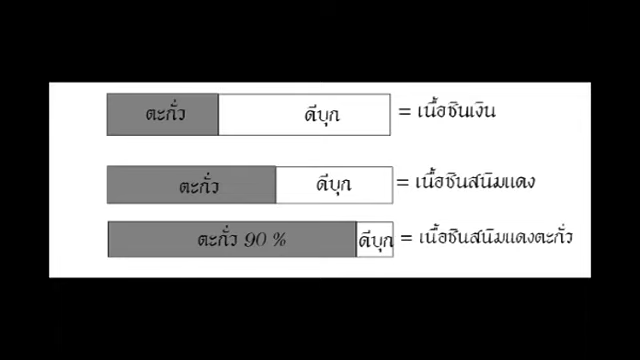 ตะกั่ว ดีบุก = เนื้อชินเงิน
ตะกั่ว ดีบุก = เนื้อชินสนิมแดง
ตะกั่ว 90 % ดีบุก = เนื้อชินสนิมแดงตะกั่ว